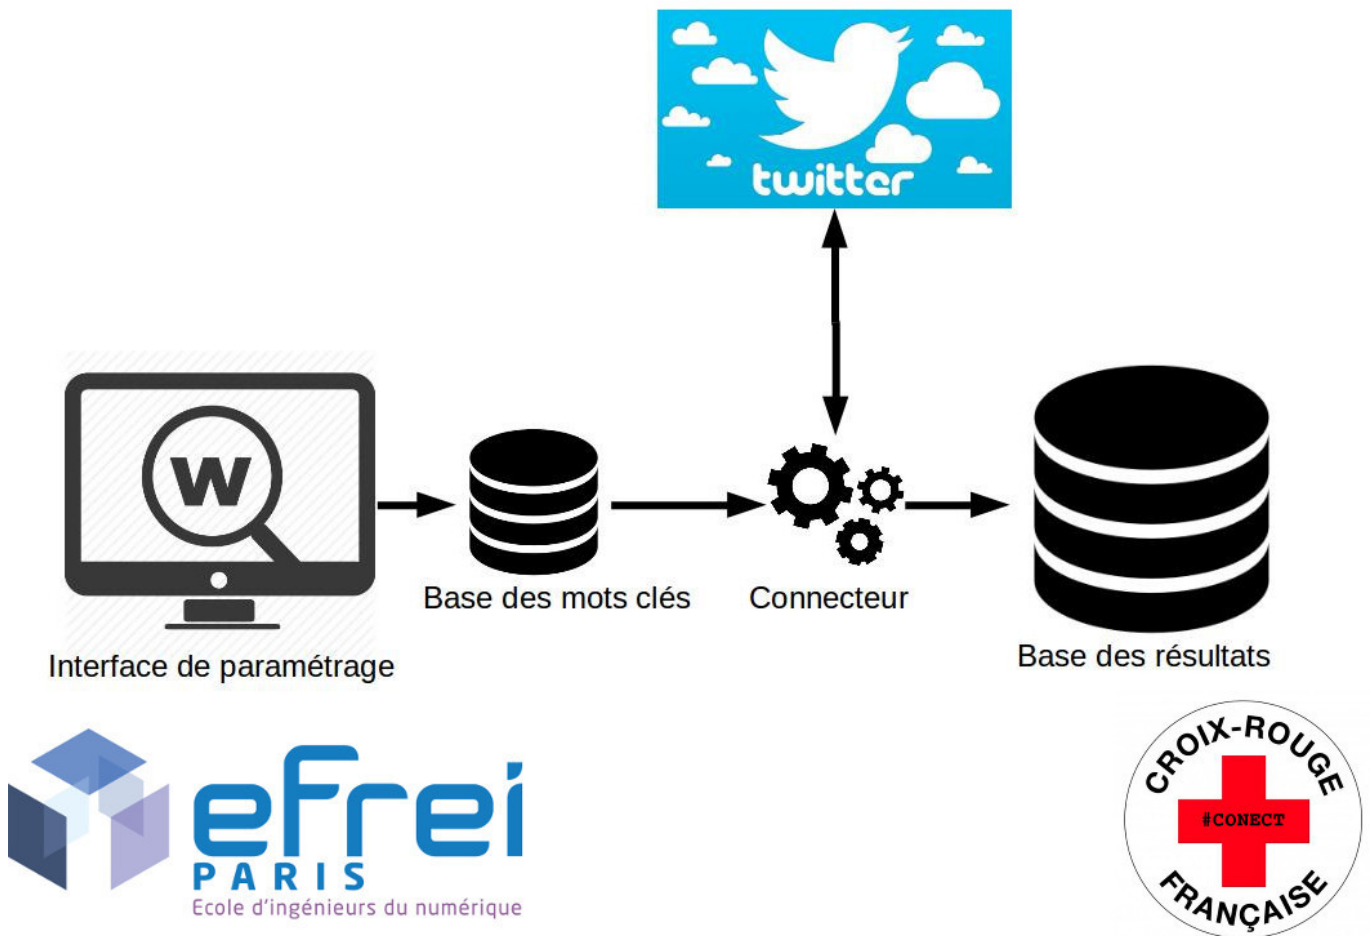 twitter
W
Base des mots clés
Connecteur
Interface de paramétrage
Base des résultats
efrei
PARIS
Ecole d'ingénieurs du numérique
CROIX-ROUGE
#CONECT
FRANÇAISE